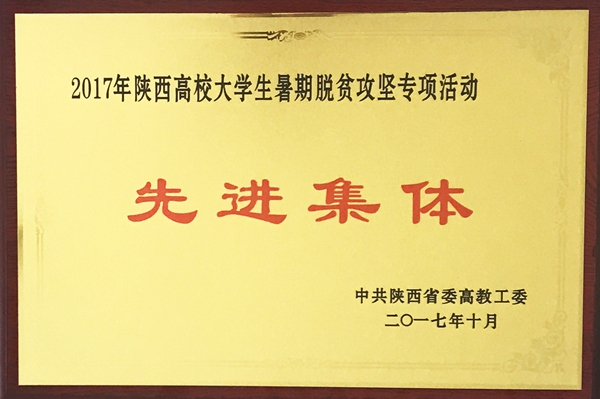 2017年陕西高校大学生暑期脱贫攻坚专项活动
先进集体
中共陕西省委高教工委
二〇一七年十月